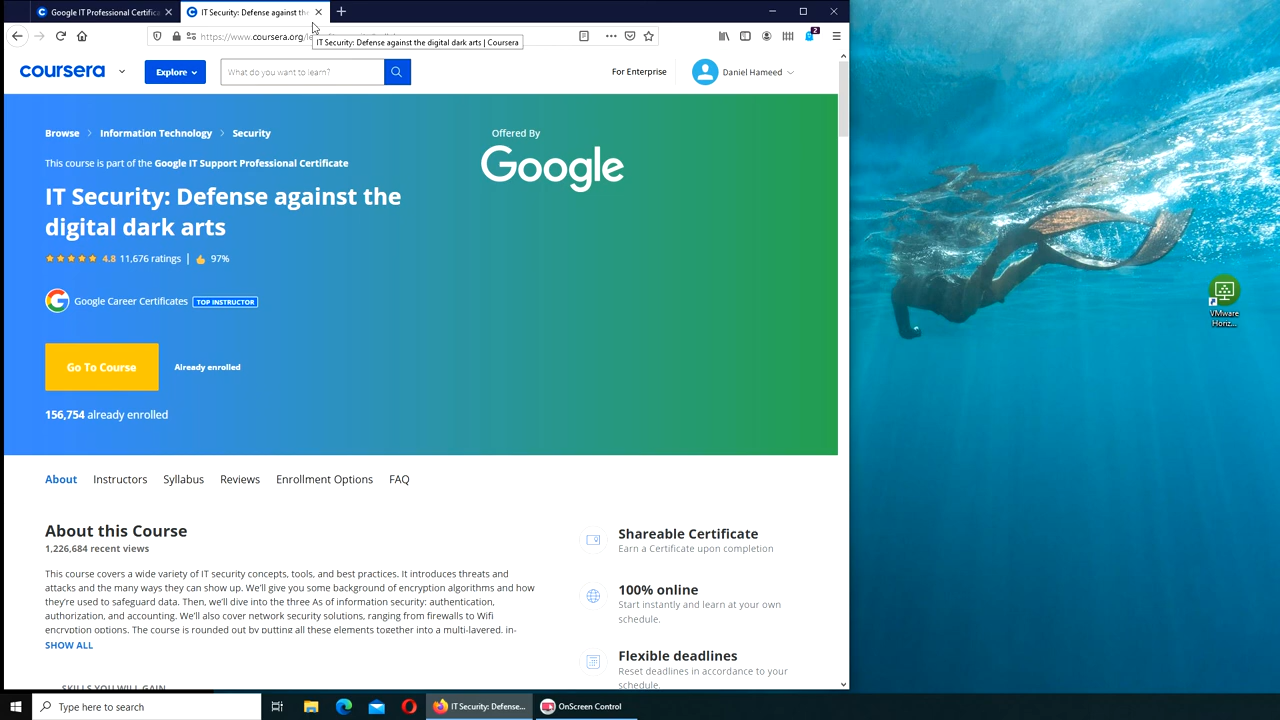 Google IT Professional Certifica
IT Security: Defense against the
https://www.coursera.org/le
IT Security: Defense against the digital dark arts | Coursera
2
coursera
Explore
What do you want to learn?
For Enterprise
Daniel Hameed
Browse
Information Technology
Security
Offered By
Google
This course is part of the Google IT Support Professional Certificate
IT Security: Defense against the
digital dark arts
4.8 11,676 ratings | 97%
Google Career Certificates TOP INSTRUCTOR
Go To Course
Already enrolled
156,754 already enrolled
VMware
Horiz...
About
Instructors
Syllabus
Reviews
Enrollment Options
FAQ
About this Course
1,226,684 recent views
This course covers a wide variety of IT security concepts, tools, and best practices. It introduces threats and
attacks and the many ways they can show up. We'll give you some background of encryption algorithms and how
they're used to safeguard data. Then, we'll dive into the three As of information security: authentication,
authorization, and accounting. We'll also cover network security solutions, ranging from firewalls to Wifi
encryption options. The course is rounded out by putting all these elements together into a multi-layered, in-
SHOW ALL
SKILLS YOU WILL GAIN
Shareable Certificate
Earn a Certificate upon completion
100% online
Start instantly and learn at your own
schedule.
Flexible deadlines
Reset deadlines in accordance to your
schedule.
Type here to search
IT Security: Defense...
OnScreen Control